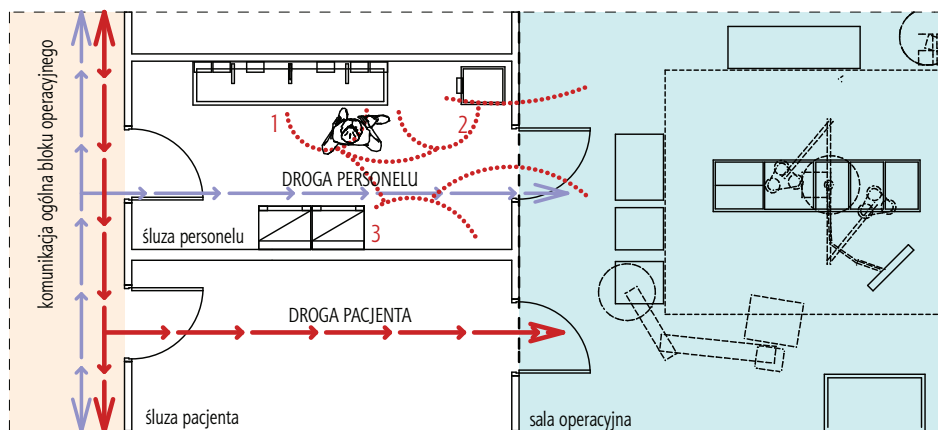 komunikacja ogólna bloku operacyjnego
1
2
DROGA PERSONELU
śluza personelu
3
DROGA PACJENTA
śluza pacjenta
sala operacyjna